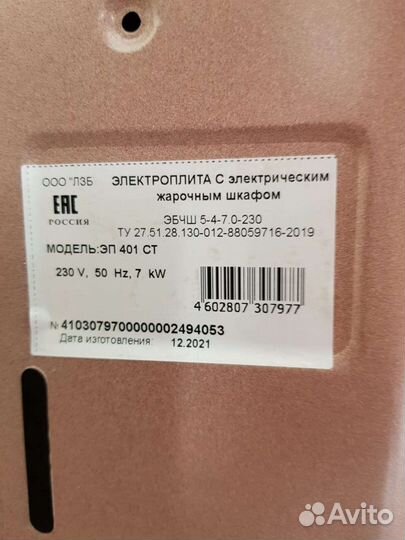 ООО "ЛЗБ
ЭЛЕКТРОПЛИТА С электрическим
жарочным шкафом
ЕАС
РОССИЯ
ЭБЧШ 5-4-7.0-230
ТУ 27.51.28.130-012-88059716-2019
МОДЕЛЬ:ЭП 401 СТ
230 V, 50 Hz, 7 kW
4 602807 307977
№ 4103079700000002494053
Дата изготовления: 12.2021
Avito